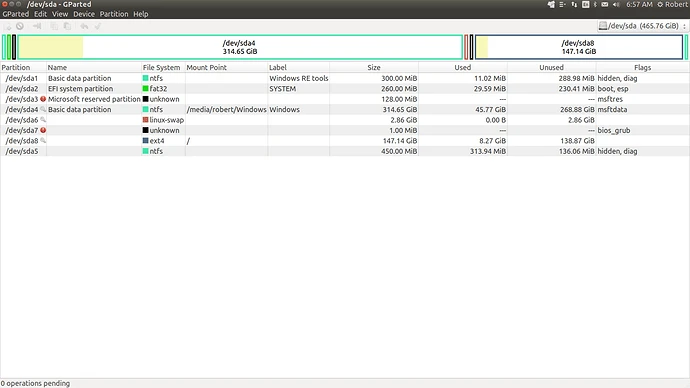 /dev/sda - GParted
6:57 AM Robert
GParted Edit View Device Partition Help
/dev/sda (465.76 GiB)
/dev/sda4
314.65 GiB
/dev/sda8
147.14 GiB
Partition Name File System Mount Point Label Size Used Unused Flags
/dev/sda1 Basic data partition ntfs Windows RE tools 300.00 MiB 11.02 MiB 288.98 MiB hidden, diag
/dev/sda2 EFI system partition fat32 SYSTEM 260.00 MiB 29.59 MiB 230.41 MiB boot, esp
/dev/sda3 Microsoft reserved partition unknown 128.00 MiB --- --- msftres
/dev/sda4 Basic data partition ntfs /media/robert/Windows Windows 314.65 GiB 45.77 GiB 268.88 GiB msftdata
/dev/sda6 linux-swap 2.86 GiB 0.00 B 2.86 GiB
/dev/sda7 unknown 1.00 MiB --- --- bios_grub
/dev/sda8 ext4 / 147.14 GiB 8.27 GiB 138.87 GiB
/dev/sda5 ntfs 450.00 MiB 313.94 MiB 136.06 MiB hidden, diag
0 operations pending